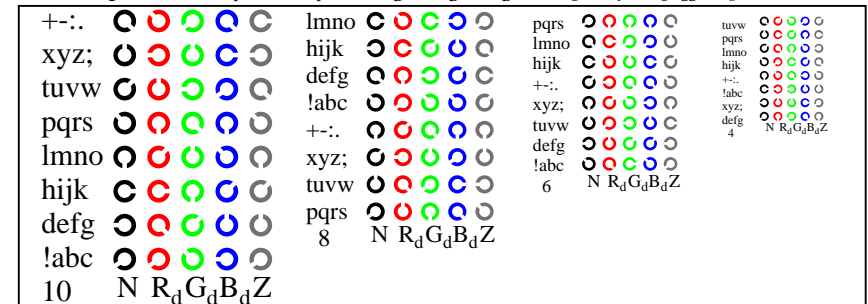 +-:.
xyz;
tuvw
pqrs
lmno
hijk
defg
!abc
10 N RdGdBdZ
lmno
hijk
defg
!abc
+-:.
xyz;
tuvw
pqrs
8 N RdGdBdZ
pqrs
lmno
hijk
+-:.
xyz;
tuvw
defg
!abc
6 N RdGdBdZ
tuvw
pqrs
lmno
hijk
+-:.
!abc
xyz;
defg
4 N RdGdBdZ